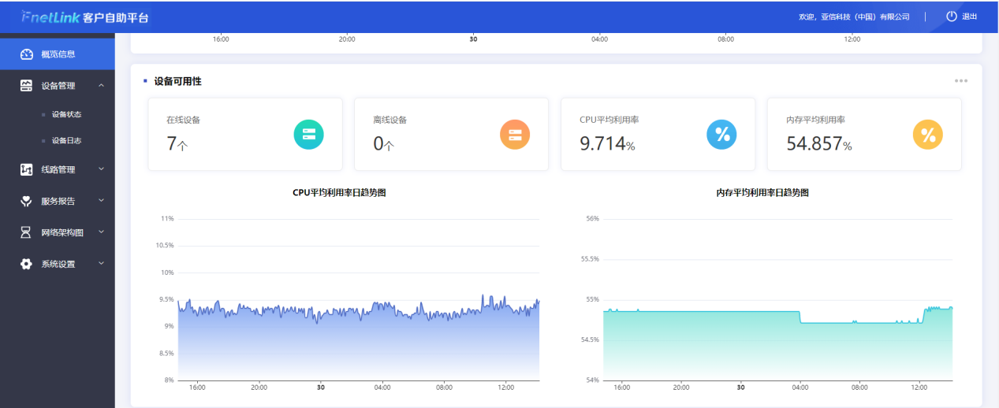 FnetLink 客户自助平台
欢迎, 亚信科技（中国）有限公司
退出
概览信息
设备管理
设备状态
设备日志
线路管理
服务报告
网络架构图
系统设置
16:00 20:00 30 04:00 08:00 12:00
设备可用性
在线设备
7个
离线设备
0个
CPU平均利用率
9.714%
内存平均利用率
54.857%
CPU平均利用率日趋势图
11%
10.5%
10%
9.5%
9%
8.5%
8%
16:00 20:00 30 04:00 08:00 12:00
内存平均利用率日趋势图
56%
55.5%
55%
54.5%
54%
16:00 20:00 30 04:00 08:00 12:00